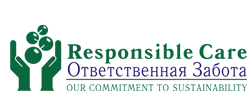 Responsible Care
Ответственная Забота
OUR COMMITMENT TO SUSTAINABILITY